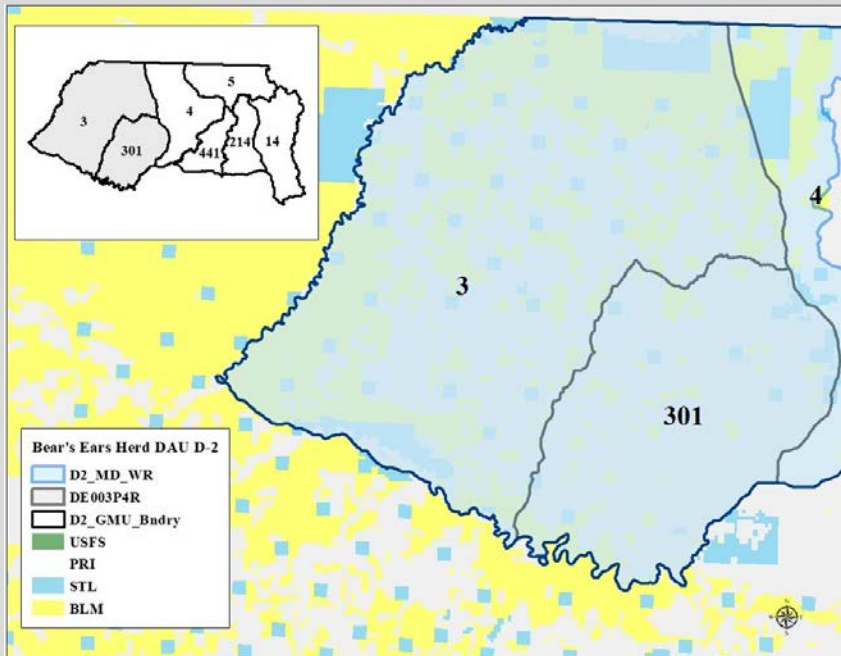 5
3
4
301
441
214
14
4
3
301
Bear's Ears Herd DAU D-2
D2_MD_WR
DE003P4R
D2_GMU_Bndry
USFS
PRI
STL
BLM